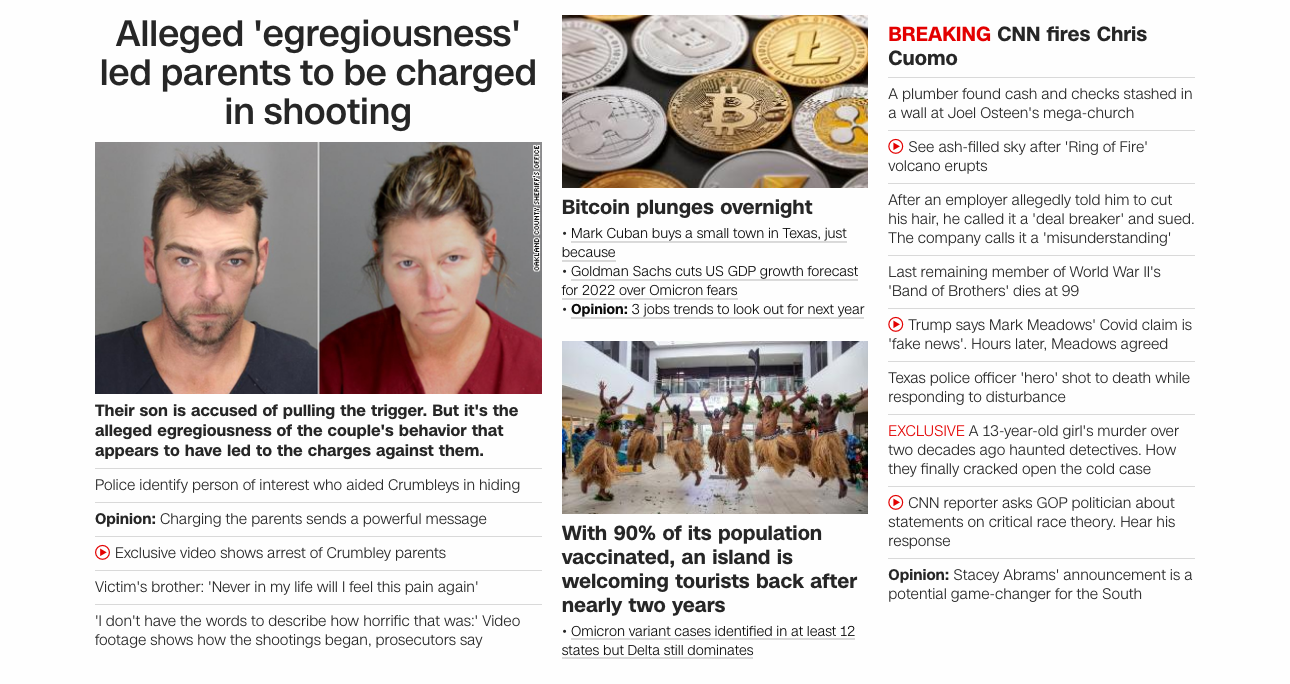 Alleged 'egregiousness'
led parents to be charged
in shooting
OAKLAND COUNTY SHERIFF'S OFFICE
Their son is accused of pulling the trigger. But it's the
alleged egregiousness of the couple's behavior that
appears to have led to the charges against them.
Police identify person of interest who aided Crumbleys in hiding
Opinion: Charging the parents sends a powerful message
Exclusive video shows arrest of Crumbley parents
Victim's brother: 'Never in my life will I feel this pain again'
'I don't have the words to describe how horrific that was:' Video
footage shows how the shootings began, prosecutors say
Bitcoin plunges overnight
• Mark Cuban buys a small town in Texas, just
because
• Goldman Sachs cuts US GDP growth forecast
for 2022 over Omicron fears
• Opinion: 3 jobs trends to look out for next year
With 90% of its population
vaccinated, an island is
welcoming tourists back after
nearly two years
• Omicron variant cases identified in at least 12
states but Delta still dominates
BREAKING CNN fires Chris
Cuomo
A plumber found cash and checks stashed in
a wall at Joel Osteen's mega-church
See ash-filled sky after 'Ring of Fire'
volcano erupts
After an employer allegedly told him to cut
his hair, he called it a 'deal breaker' and sued.
The company calls it a 'misunderstanding'
Last remaining member of World War II's
'Band of Brothers' dies at 99
Trump says Mark Meadows' Covid claim is
'fake news'. Hours later, Meadows agreed
Texas police officer 'hero' shot to death while
responding to disturbance
EXCLUSIVE A 13-year-old girl's murder over
two decades ago haunted detectives. How
they finally cracked open the cold case
CNN reporter asks GOP politician about
statements on critical race theory. Hear his
response
Opinion: Stacey Abrams' announcement is a
potential game-changer for the South